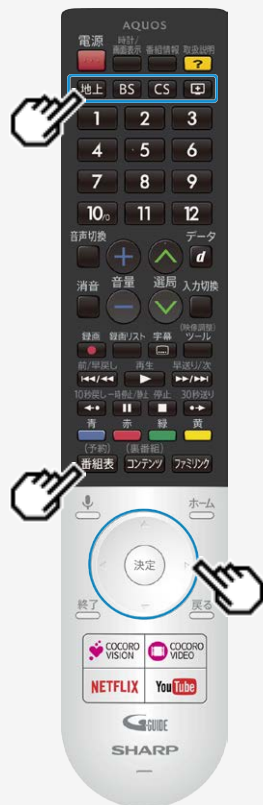 AQUOS
電源 時計/画面表示 番組情報 取扱説明
?
地上 BS CS
1 2 3
4 5 6
7 8 9
10/0 11 12
音声切換 データ
+ d
消音 音量 選局 入力切換
−
(映像調整)
録画 録画リスト 字幕 ツール
前/早戻し 再生 早送り/次
10秒戻し 一時停止/静止 停止 30秒送り
青 赤 緑 黄
(予約) (裏番組)
番組表 コンテンツ ファミリンク
ホーム
決定
終了 戻る
COCORO VISION COCORO VIDEO
NETFLIX YouTube
G GUIDE
SHARP